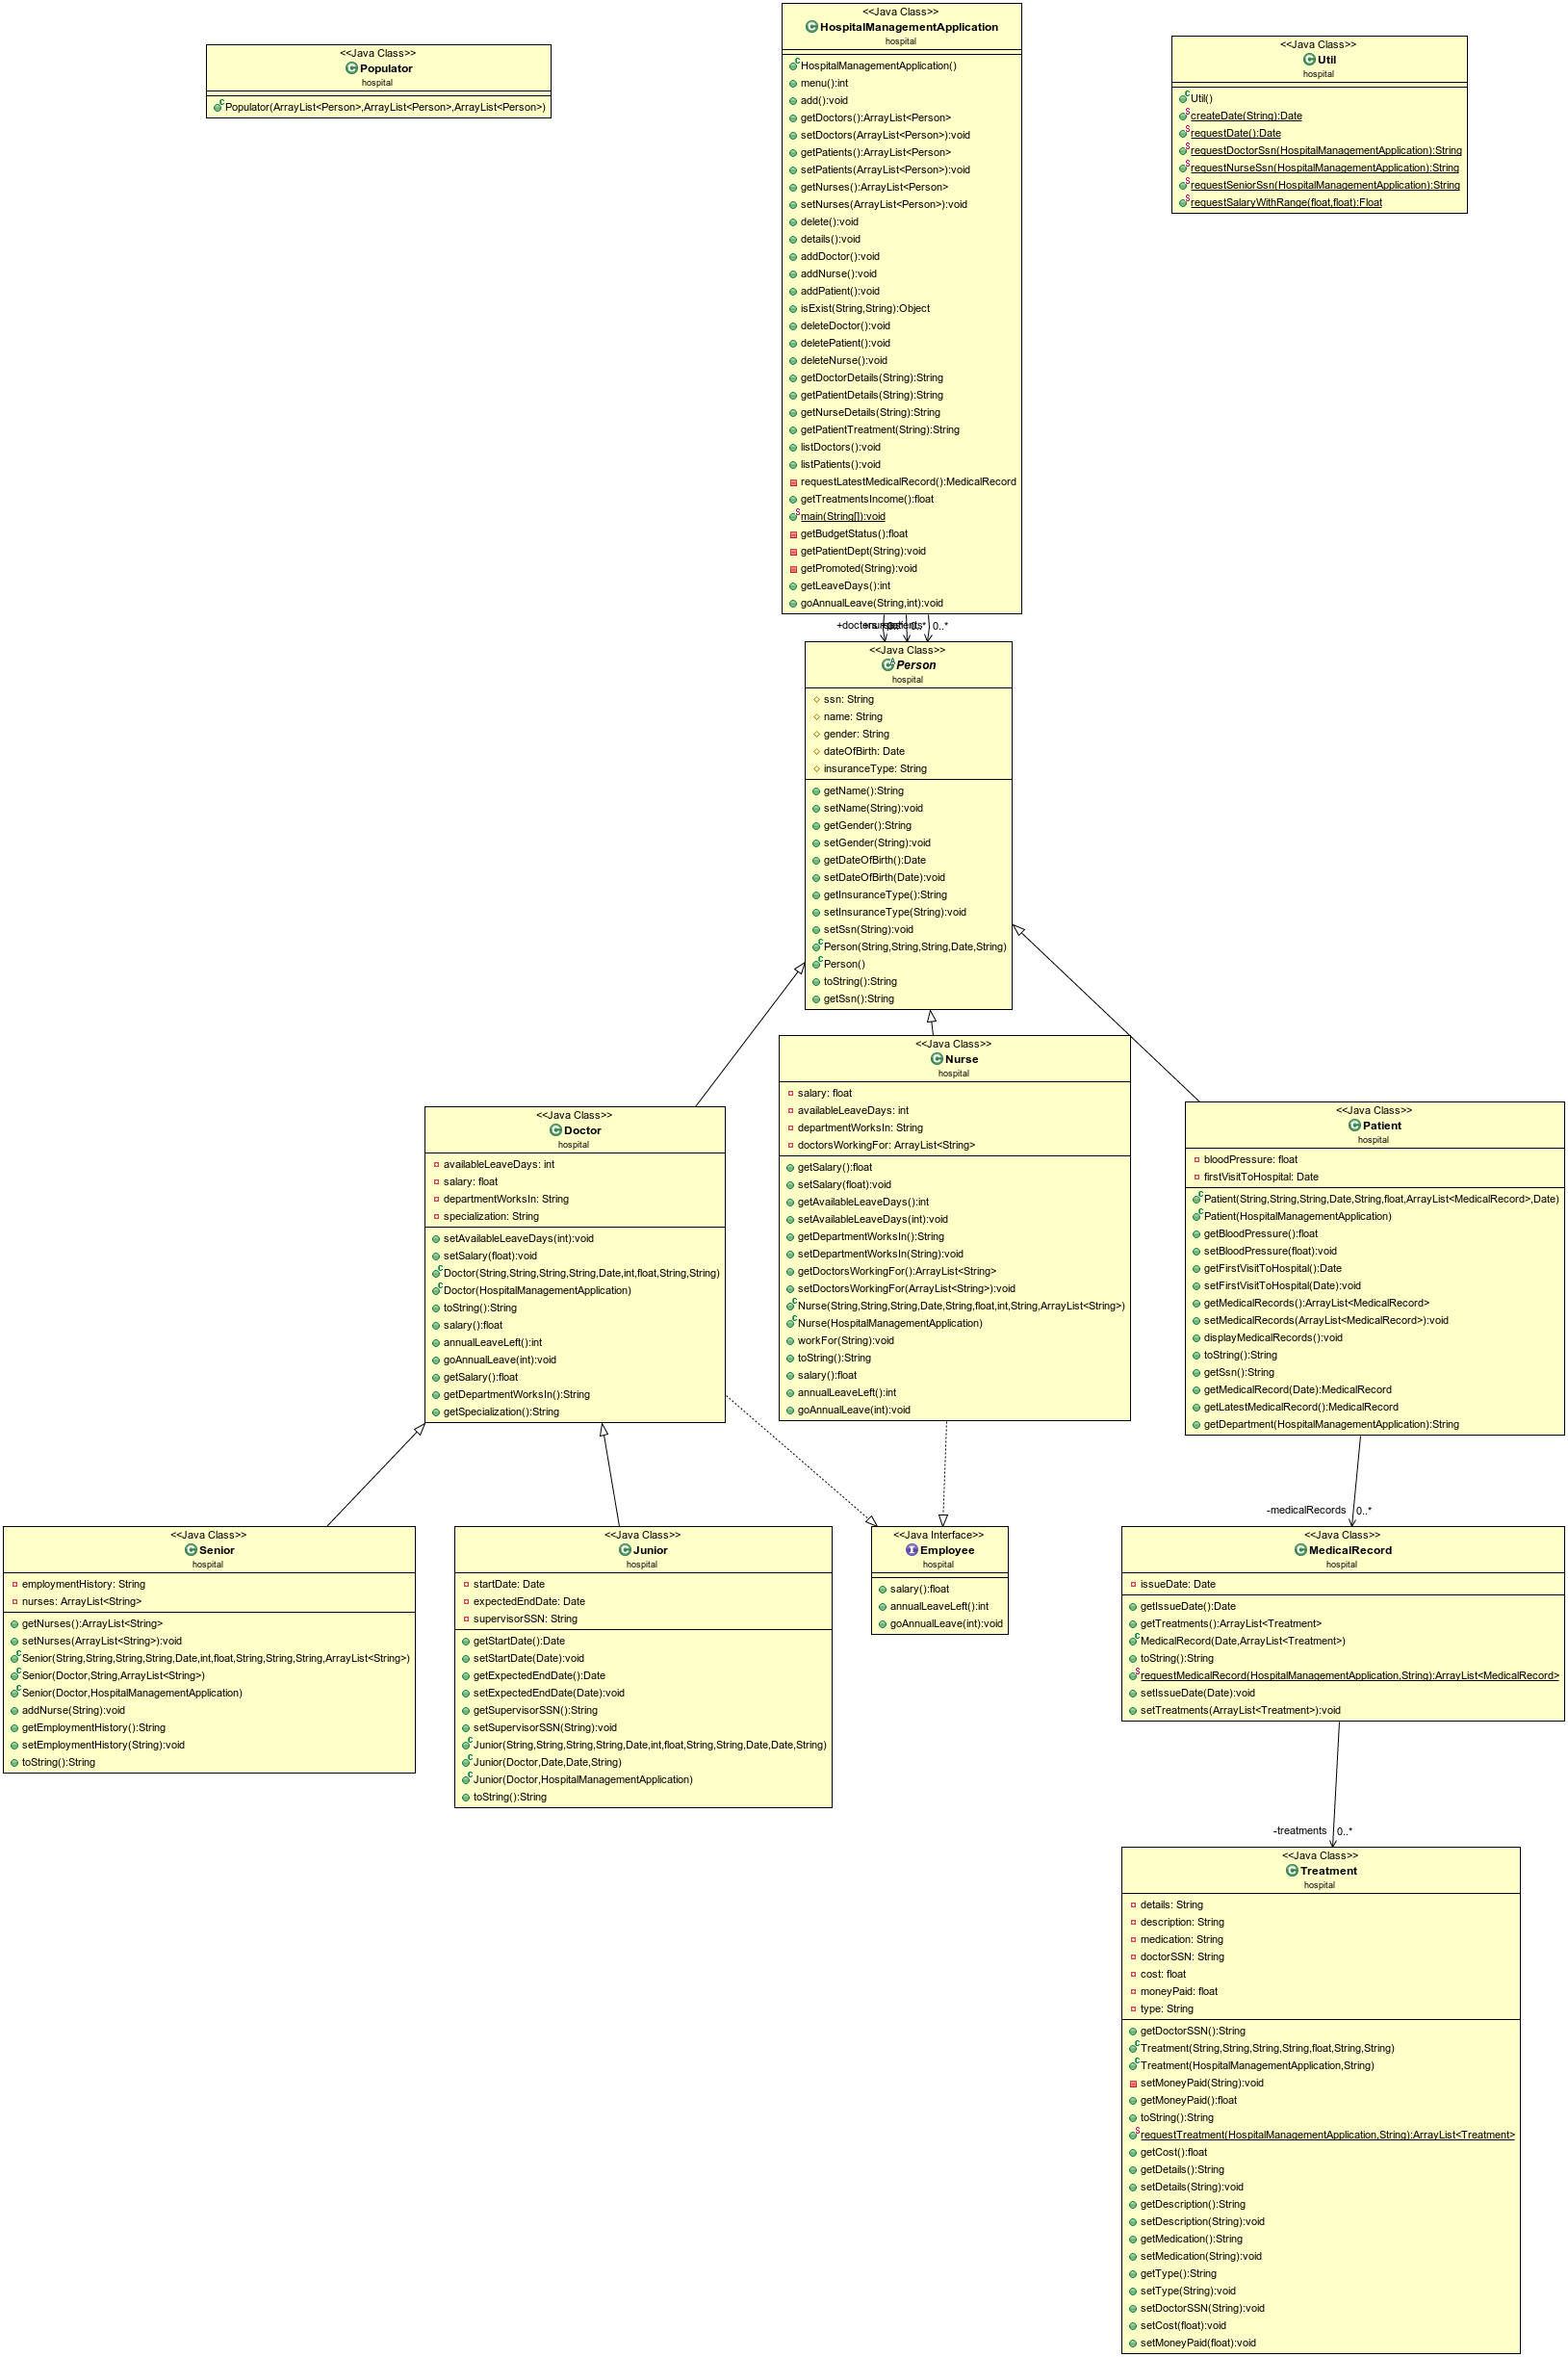 <<Java Class>>
Populator
hospital
Populator(ArrayList<Person>,ArrayList<Person>,ArrayList<Person>)
<<Java Class>>
HospitalManagementApplication
hospital
HospitalManagementApplication()
menu():int
add():void
getDoctors():ArrayList<Person>
setDoctors(ArrayList<Person>):void
getPatients():ArrayList<Person>
setPatients(ArrayList<Person>):void
getNurses():ArrayList<Person>
setNurses(ArrayList<Person>):void
delete():void
details():void
addDoctor():void
addNurse():void
addPatient():void
isExist(String,String):Object
deleteDoctor():void
deletePatient():void
deleteNurse():void
getDoctorDetails(String):String
getPatientDetails(String):String
getNurseDetails(String):String
getPatientTreatment(String):String
listDoctors():void
listPatients():void
requestLatestMedicalRecord():MedicalRecord
getTreatmentsIncome():float
main(String[]):void
getBudgetStatus():float
getPatientDept(String):void
getPromoted(String):void
getLeaveDays():int
goAnnualLeave(String,int):void
<<Java Class>>
Util
hospital
Util()
createDate(String):Date
requestDate():Date
requestDoctorSsn(HospitalManagementApplication):String
requestNurseSsn(HospitalManagementApplication):String
requestSeniorSsn(HospitalManagementApplication):String
requestSalaryWithRange(float,float):Float
0..* 0..*
<<Java Class>>
Person
hospital
ssn: String
name: String
gender: String
dateOfBirth: Date
insuranceType: String
getName():String
setName(String):void
getGender():String
setGender(String):void
getDateOfBirth():Date
setDateOfBirth(Date):void
getInsuranceType():String
setInsuranceType(String):void
setSsn(String):void
Person(String,String,String,Date,String)
Person()
toString():String
getSsn():String
<<Java Class>>
Doctor
hospital
availableLeaveDays: int
salary: float
departmentWorksIn: String
specialization: String
setAvailableLeaveDays(int):void
setSalary(float):void
Doctor(String,String,String,String,Date,int,float,String,String)
Doctor(HospitalManagementApplication)
toString():String
salary():float
annualLeaveLeft():int
goAnnualLeave(int):void
getSalary():float
getDepartmentWorksIn():String
getSpecialization():String
<<Java Class>>
Nurse
hospital
salary: float
availableLeaveDays: int
departmentWorksIn: String
doctorsWorkingFor: ArrayList<String>
getSalary():float
setSalary(float):void
getAvailableLeaveDays():int
setAvailableLeaveDays(int):void
getDepartmentWorksIn():String
setDepartmentWorksIn(String):void
getDoctorsWorkingFor():ArrayList<String>
setDoctorsWorkingFor(ArrayList<String>):void
Nurse(String,String,String,Date,String,float,int,String,ArrayList<String>)
Nurse(HospitalManagementApplication)
workFor(String):void
toString():String
salary():float
annualLeaveLeft():int
goAnnualLeave(int):void
<<Java Class>>
Patient
hospital
bloodPressure: float
firstVisitToHospital: Date
Patient(String,String,String,Date,String,float,ArrayList<MedicalRecord>,Date)
Patient(HospitalManagementApplication)
getBloodPressure():float
setBloodPressure(float):void
getFirstVisitToHospital():Date
setFirstVisitToHospital(Date):void
getMedicalRecords():ArrayList<MedicalRecord>
setMedicalRecords(ArrayList<MedicalRecord>):void
displayMedicalRecords():void
toString():String
getSsn():String
getMedicalRecord(Date):MedicalRecord
getLatestMedicalRecord():MedicalRecord
getDepartment(HospitalManagementApplication):String
<<Java Class>>
Senior
hospital
employmentHistory: String
nurses: ArrayList<String>
getNurses():ArrayList<String>
setNurses(ArrayList<String>):void
Senior(String,String,String,String,Date,int,float,String,String,String,ArrayList<String>)
Senior(Doctor,String,ArrayList<String>)
Senior(Doctor,HospitalManagementApplication)
addNurse(String):void
getEmploymentHistory():String
setEmploymentHistory(String):void
toString():String
<<Java Class>>
Junior
hospital
startDate: Date
expectedEndDate: Date
supervisorSSN: String
getStartDate():Date
setStartDate(Date):void
getExpectedEndDate():Date
setExpectedEndDate(Date):void
getSupervisorSSN():String
setSupervisorSSN(String):void
Junior(String,String,String,String,Date,int,float,String,String,Date,Date,String)
Junior(Doctor,Date,Date,String)
Junior(Doctor,HospitalManagementApplication)
toString():String
<<Java Interface>>
Employee
hospital
salary():float
annualLeaveLeft():int
goAnnualLeave(int):void
-medicalRecords 0..*
<<Java Class>>
MedicalRecord
hospital
issueDate: Date
getIssueDate():Date
getTreatments():ArrayList<Treatment>
MedicalRecord(Date,ArrayList<Treatment>)
toString():String
requestMedicalRecord(HospitalManagementApplication,String):ArrayList<MedicalRecord>
setIssueDate(Date):void
setTreatments(ArrayList<Treatment>):void
-treatments 0..*
<<Java Class>>
Treatment
hospital
details: String
description: String
medication: String
doctorSSN: String
cost: float
moneyPaid: float
type: String
getDoctorSSN():String
Treatment(String,String,String,String,float,String,String)
Treatment(HospitalManagementApplication,String)
setMoneyPaid(String):void
getMoneyPaid():float
toString():String
requestTreatment(HospitalManagementApplication,String):ArrayList<Treatment>
getCost():float
getDetails():String
setDetails(String):void
getDescription():String
setDescription(String):void
getMedication():String
setMedication(String):void
getType():String
setType(String):void
setDoctorSSN(String):void
setCost(float):void
setMoneyPaid(float):void